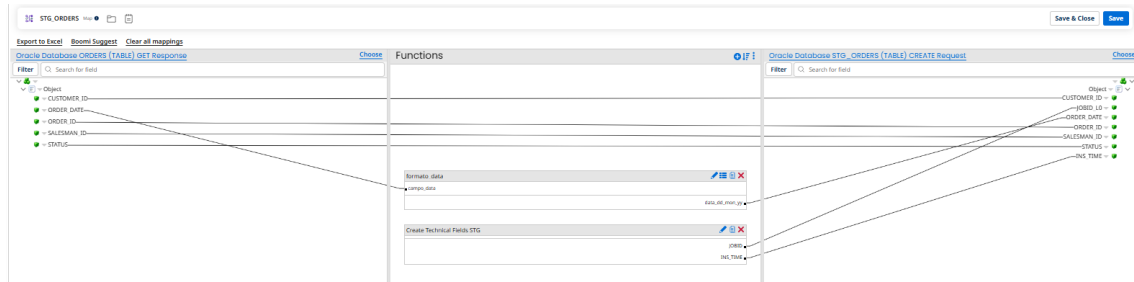 STG_ORDERS Map
Save & Close Save
Export to Excel Boomi Suggest Clear all mappings
Oracle Database ORDERS (TABLE) GET Response Choose
Functions
Oracle Database STG_ORDERS (TABLE) CREATE Request Choose
Filter Search for field
Filter Search for field
Object
CUSTOMER_ID
ORDER_DATE
ORDER_ID
SALESMAN_ID
STATUS
formato data
campo_data
data_dd_mon_yy
Create Technical Fields STG
JOBID
INS_TIME
Object
CUSTOMER_ID
JOBID_L0
ORDER_DATE
ORDER_ID
SALESMAN_ID
STATUS
INS_TIME